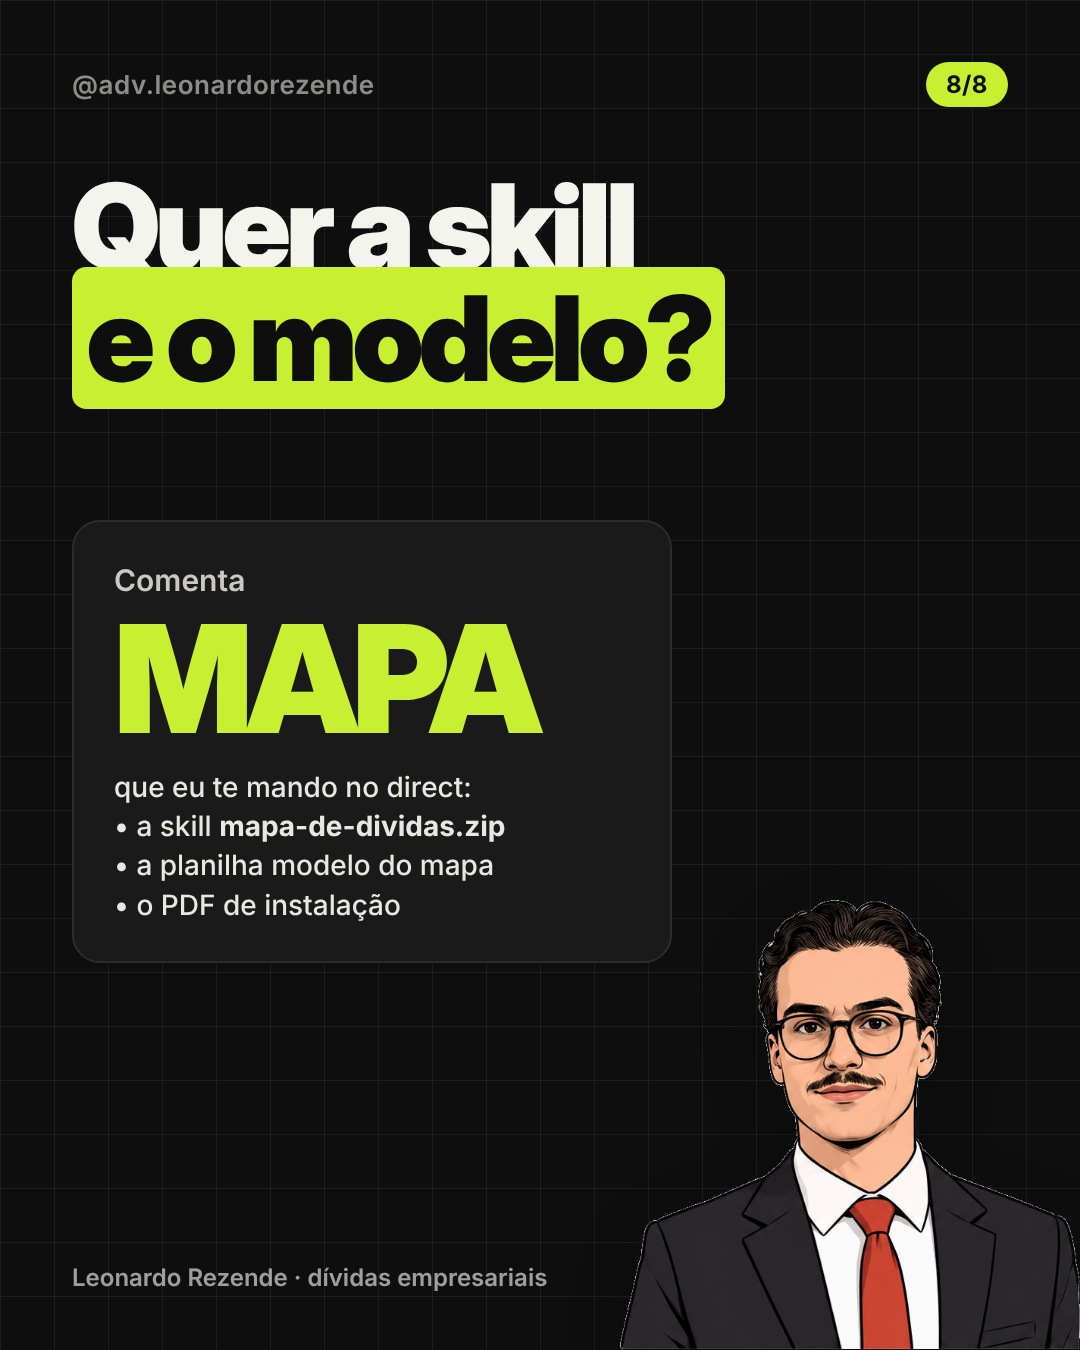 @adv.leonardorezende
8/8
Quer a skill
e o modelo?
Comenta
MAPA
que eu te mando no direct:
• a skill mapa-de-dividas.zip
• a planilha modelo do mapa
• o PDF de instalação
Leonardo Rezende · dívidas empresariais